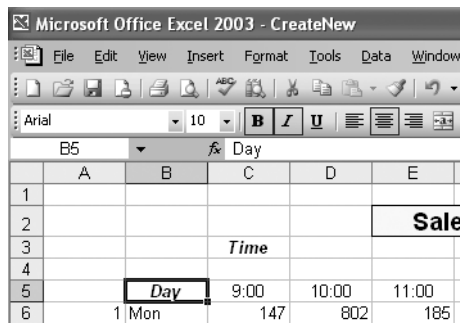 Microsoft Office Excel 2003 - CreateNew
File Edit View Insert Format Tools Data Window
ABC
Arial 10 B I U a
B5 fx Day
A B C D E
1
2 Sale
3 Time
4
5 Day 9:00 10:00 11:00
6 1 Mon 147 802 185